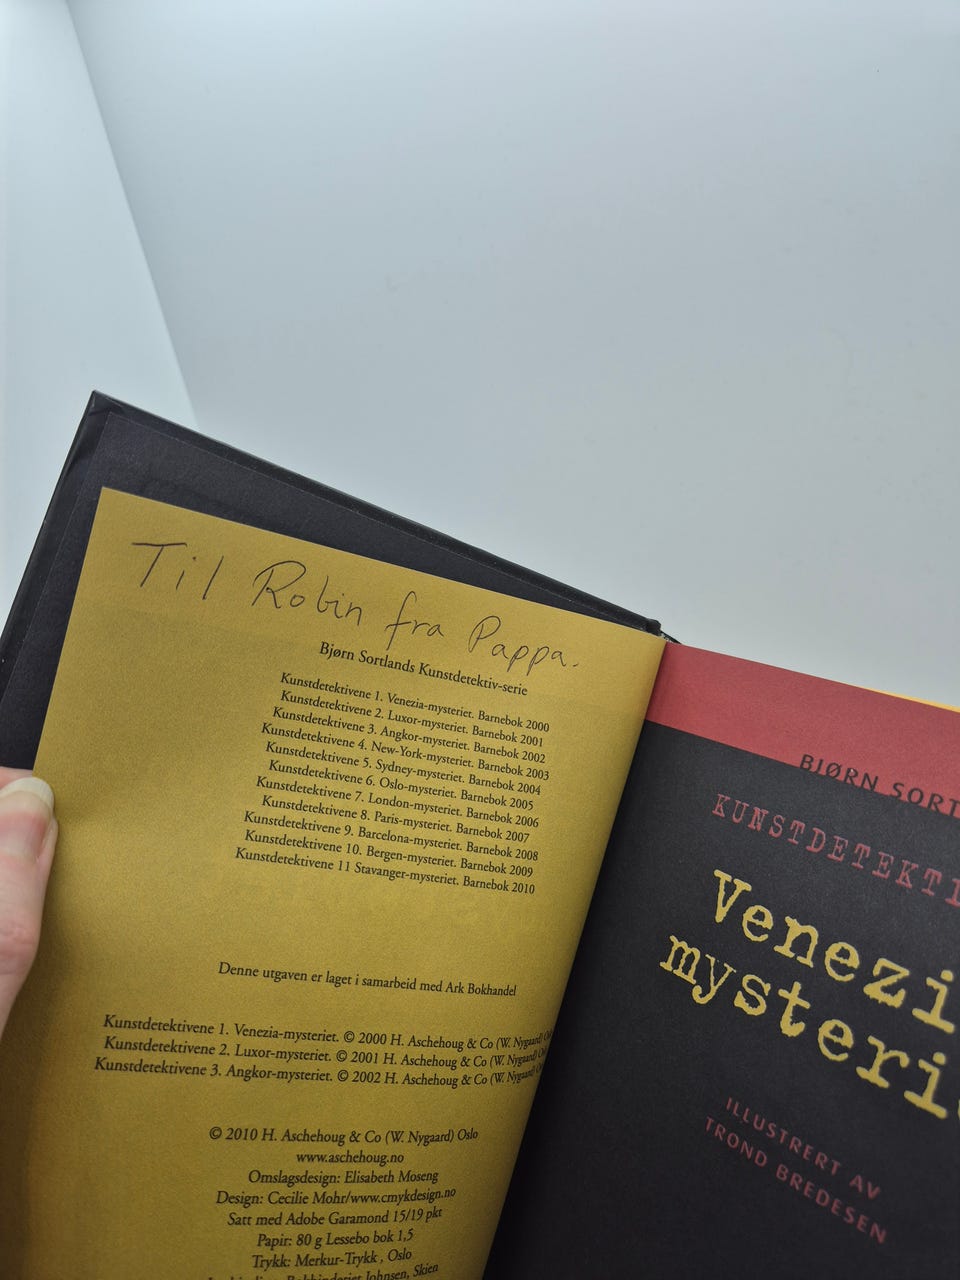 Til Robin fra Pappa.
Bjørn Sortlands Kunstdetektiv-serie
Kunstdetektivene 1. Venezia-mysteriet. Barnebok 2000
Kunstdetektivene 2. Luxor-mysteriet. Barnebok 2001
Kunstdetektivene 3. Angkor-mysteriet. Barnebok 2002
Kunstdetektivene 4. New-York-mysteriet. Barnebok 2003
Kunstdetektivene 5. Sydney-mysteriet. Barnebok 2004
Kunstdetektivene 6. Oslo-mysteriet. Barnebok 2005
Kunstdetektivene 7. London-mysteriet. Barnebok 2006
Kunstdetektivene 8. Paris-mysteriet. Barnebok 2007
Kunstdetektivene 9. Barcelona-mysteriet. Barnebok 2008
Kunstdetektivene 10. Bergen-mysteriet. Barnebok 2009
Kunstdetektivene 11 Stavanger-mysteriet. Barnebok 2010
Denne utgaven er laget i samarbeid med Ark Bokhandel
Kunstdetektivene 1. Venezia-mysteriet. © 2000 H. Aschehoug & Co (W. Nygaard)
Kunstdetektivene 2. Luxor-mysteriet. © 2001 H. Aschehoug & Co (W. Nygaard)
Kunstdetektivene 3. Angkor-mysteriet. © 2002 H. Aschehoug & Co (W. Nygaard)
© 2010 H. Aschehoug & Co (W. Nygaard) Oslo
www.aschehoug.no
Omslagsdesign: Elisabeth Moseng
Design: Cecilie Mohr/www.cmykdesign.no
Satt med Adobe Garamond 15/19 pkt
Papir: 80 g Lessebo bok 1,5
Trykk: Merkur-Trykk , Oslo
Johnsen, Skien
BJØRN SORT
KUNSTDETEKTI
Venezi
mysteri
ILLUSTRERT AV
TROND BREDESEN